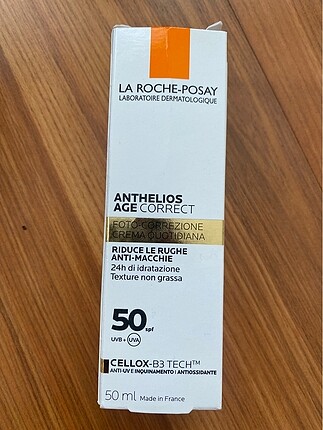 LA ROCHE-POSAY
LABORATOIRE DERMATOLOGIQUE
ANTHELIOS
AGE CORRECT
FOTO-CORREZIONE
CREMA QUOTIDIANA
RIDUCE LE RUGHE
ANTI-MACCHIE
24h di idratazione
Texture non grassa
50 spf
UVB + UVA
CELLOX-B3 TECH™
ANTI-UV E INQUINAMENTO | ANTIOSSIDANTE
50 ml Made in France